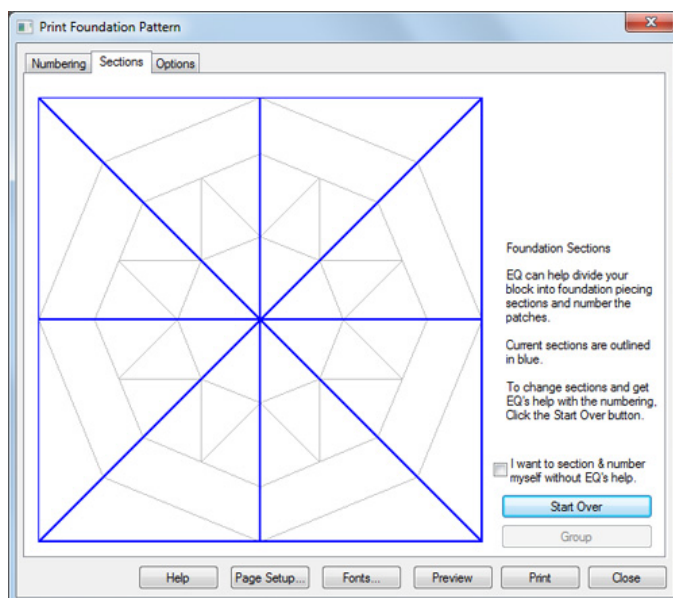 Print Foundation Pattern
Numbering Sections Options
Foundation Sections
EQ can help divide your
block into foundation piecing
sections and number the
patches.
Current sections are outlined
in blue.
To change sections and get
EQ's help with the numbering,
Click the Start Over button.
I want to section & number
myself without EQ's help.
Start Over
Group
Help Page Setup... Fonts... Preview Print Close